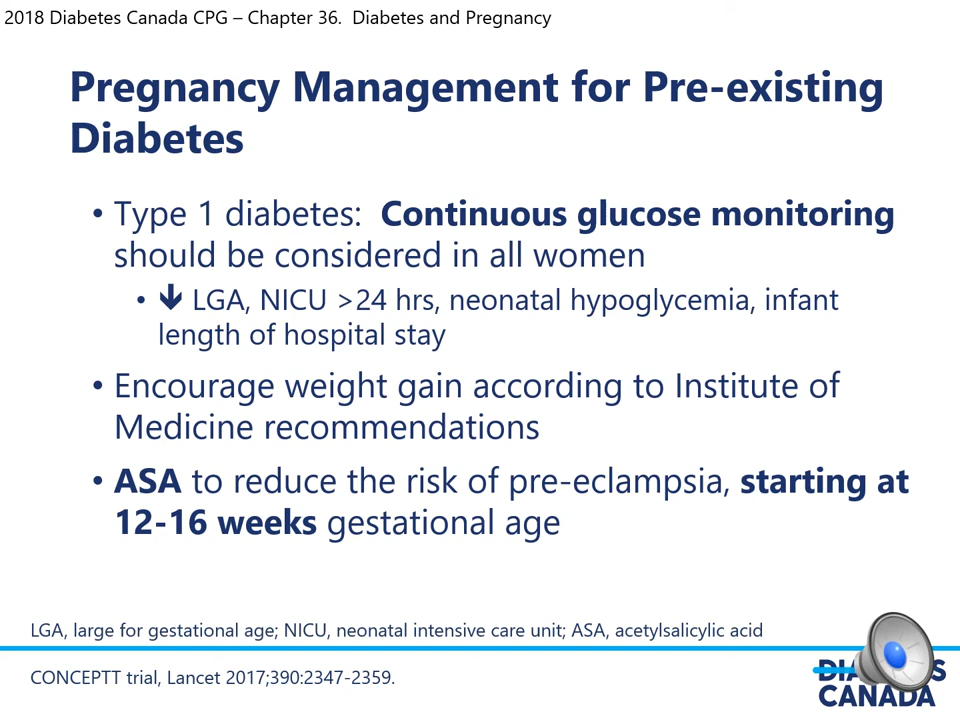 2018 Diabetes Canada CPG – Chapter 36. Diabetes and Pregnancy
Pregnancy Management for Pre-existing
Diabetes
• Type 1 diabetes: Continuous glucose monitoring
should be considered in all women
• 🡻 LGA, NICU >24 hrs, neonatal hypoglycemia, infant
length of hospital stay
• Encourage weight gain according to Institute of
Medicine recommendations
• ASA to reduce the risk of pre-eclampsia, starting at
12-16 weeks gestational age
LGA, large for gestational age; NICU, neonatal intensive care unit; ASA, acetylsalicylic acid
CONCEPTT trial, Lancet 2017;390:2347-2359.
CANADA